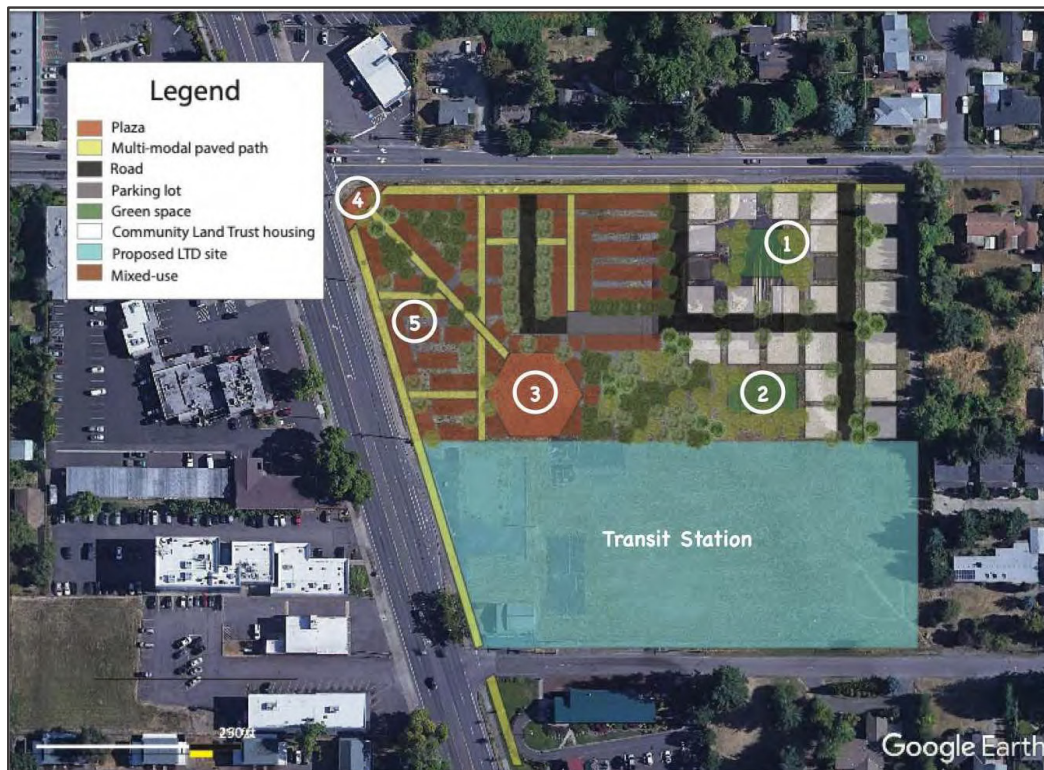 Legend
Plaza
Multi-modal paved path
Road
Parking lot
Green space
Community Land Trust housing
Proposed LTD site
Mixed-use
4
1
5
3
2
Transit Station
290 ft
Google Earth